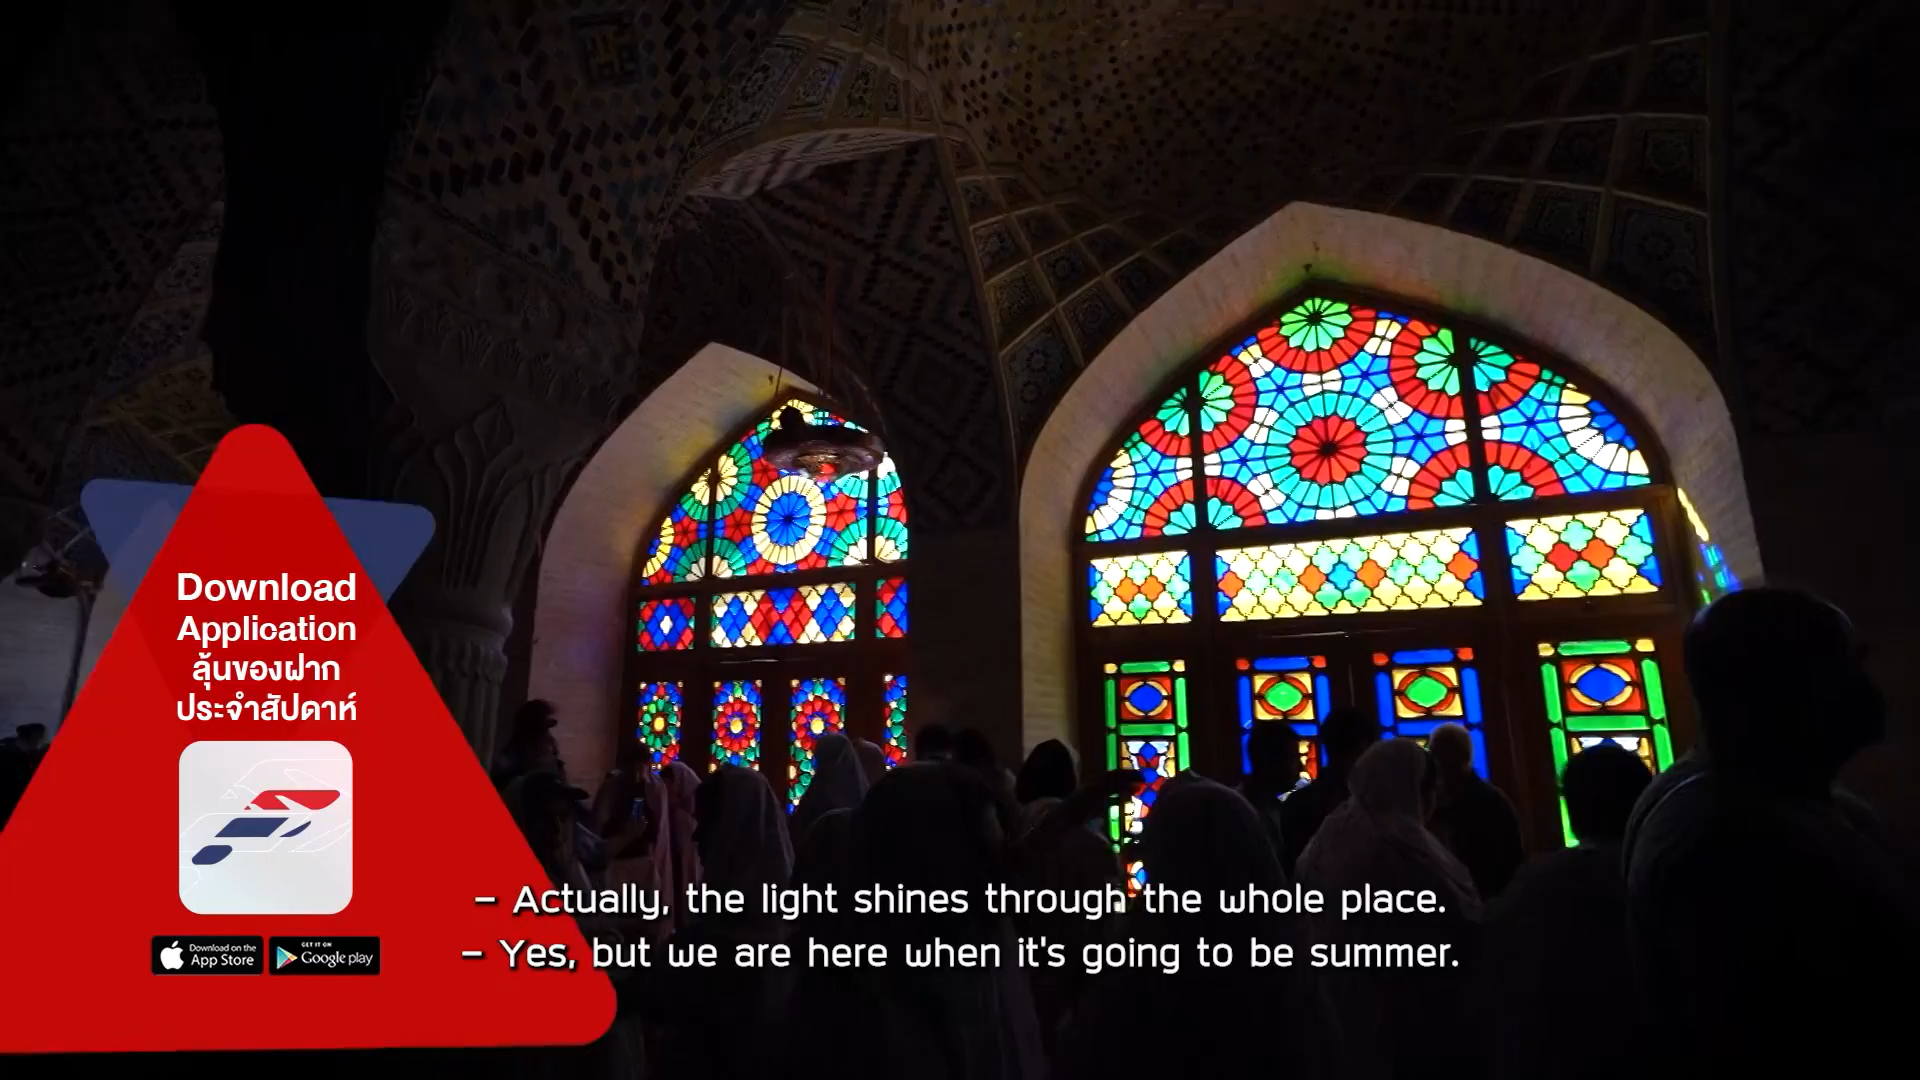 Download
Application
ลุ้นของฝาก
ประจำสัปดาห์
Download on the
App Store
GET IT ON
Google play
– Actually, the light shines through the whole place.
– Yes, but we are here when it's going to be summer.